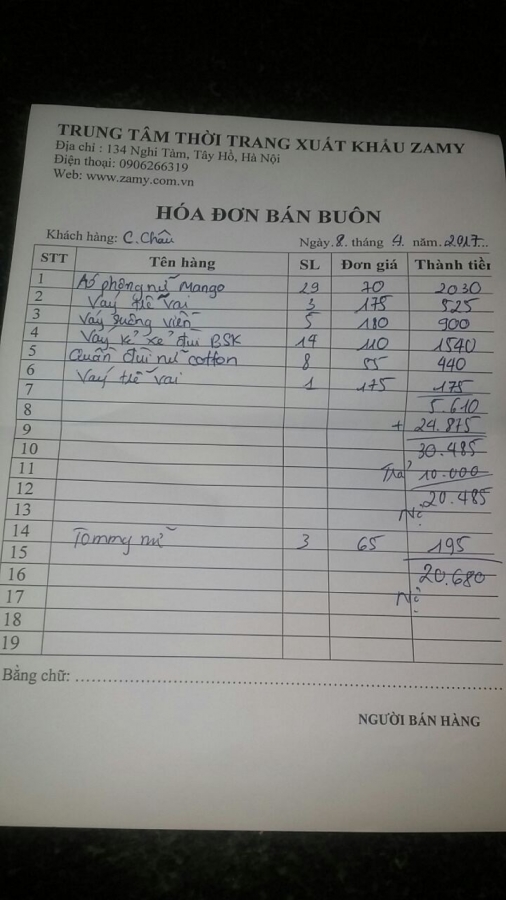 TRUNG TÂM THỜI TRANG XUẤT KHẨU ZAMY
Địa chỉ : 134 Nghi Tàm, Tây Hồ, Hà Nội
Điện thoại: 0906266319
Web: www.zamy.com.vn
HÓA ĐƠN BÁN BUÔN
Khách hàng: C. Châu Ngày. 8. tháng 4. năm. 2017...
STT Tên hàng SL Đơn giá Thành tiền
1 Áo phông nữ Mango 29 70 2030
2 Váy trễ vai 3 175 525
3 Váy suông viền 5 180 900
4 Váy kẻ xẻ đùi BSK 14 110 1540
5 Quần đùi nữ cotton 8 55 440
6 Váy trễ vai 1 175 175
7 5.610
8 + 24.875
9 30.485
10 Trả 10.000
11 20.485
12 Nợ
13
14 Tommy nữ 3 65 195
15 20.680
16 Nợ
17
18
19
Bằng chữ: ..........................................................................
NGƯỜI BÁN HÀNG